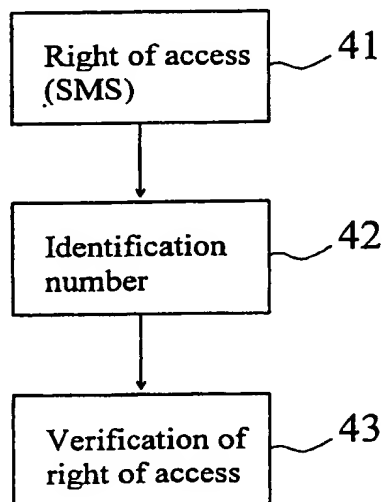 Right of access
(SMS)
41
Identification
number
42
Verification of
right of access
43